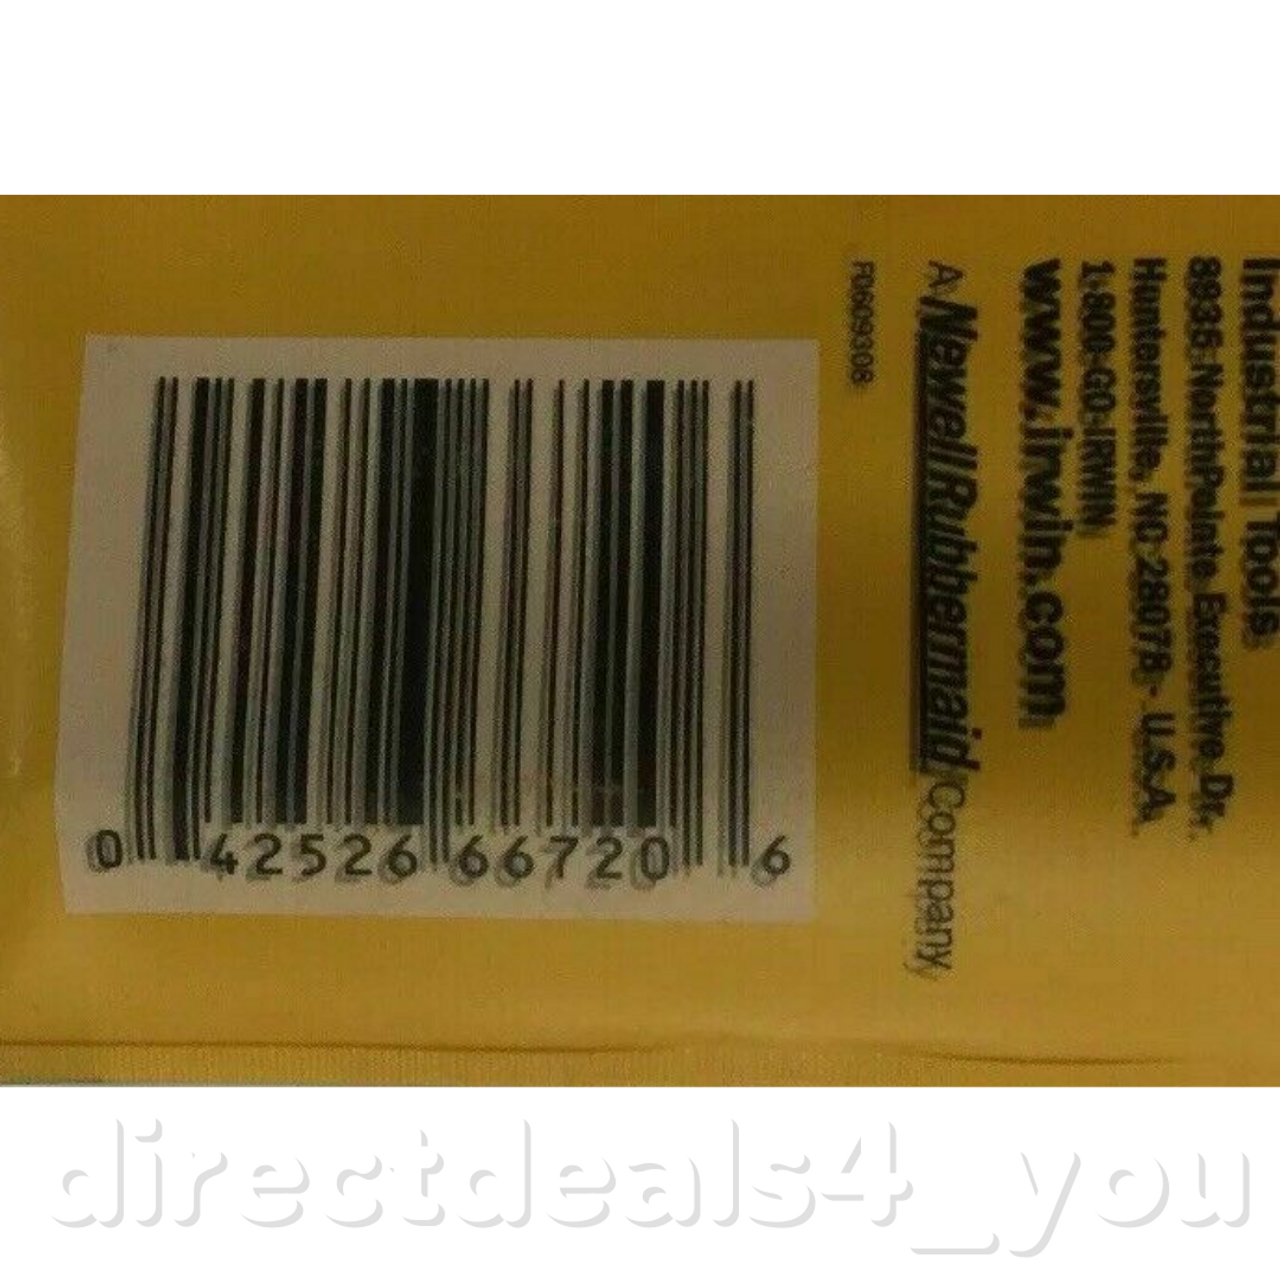 Industrial Tools
8935 NorthPointe Executive Dr.
Huntersville, NC 28078 - U.S.A.
1-800-GO-IRWIN
www.irwin.com
A NewellRubbermaid Company
F0609308
0 42526 66720 6
directdeals4_you